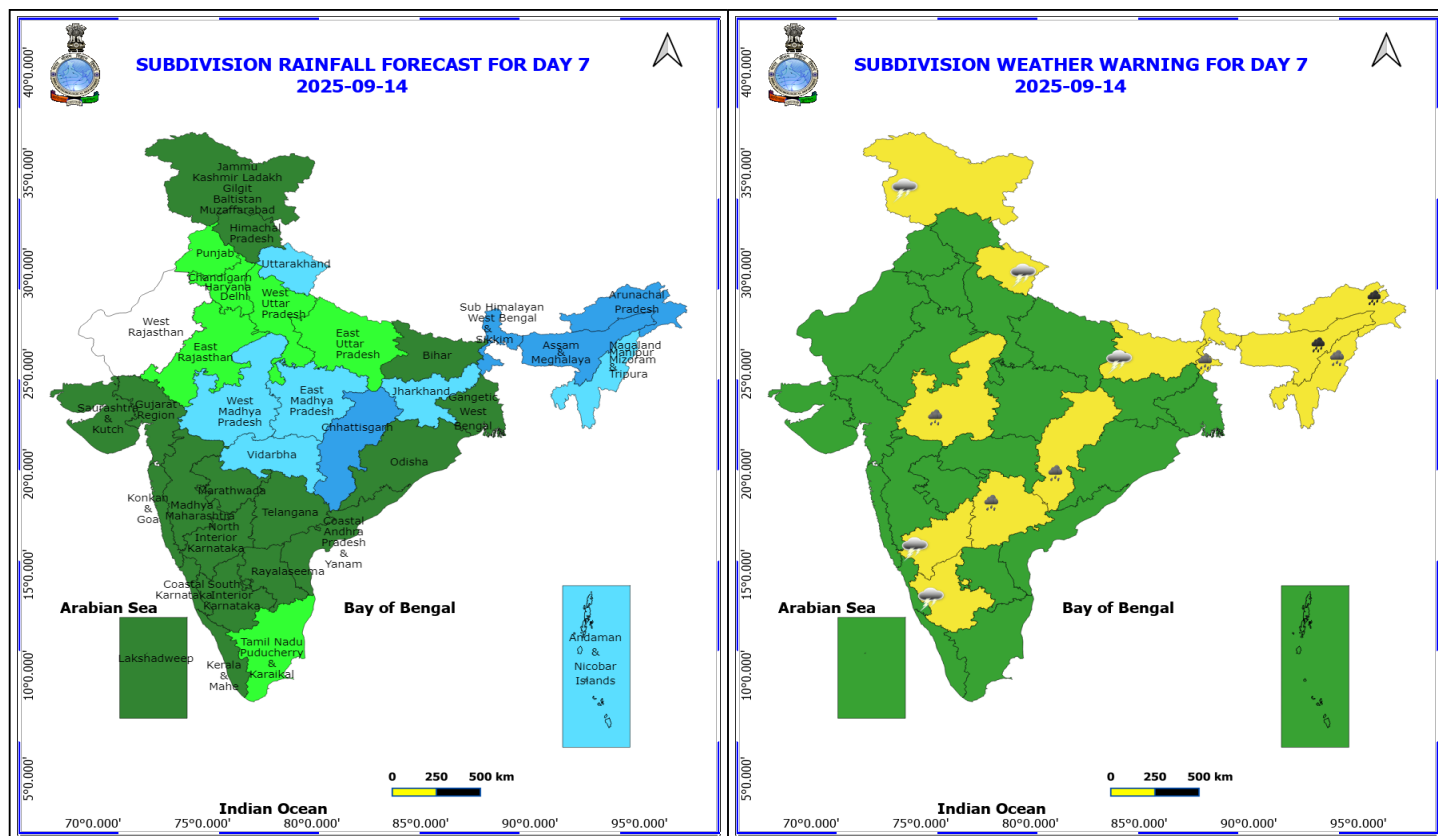 SUBDIVISION RAINFALL FORECAST FOR DAY 7
2025-09-14
40°0.000'
35°0.000'
30°0.000'
25°0.000'
20°0.000'
15°0.000'
10°0.000'
5°0.000'
Jammu
Kashmir Ladakh
Gilgit
Baltistan
Muzaffarabad
Himachal
Pradesh
Punjab
Uttarakhand
Chandigarh
Haryana
Delhi
West
Uttar
Pradesh
West
Rajasthan
East
Rajasthan
East
Uttar
Pradesh
Bihar
Sub Himalayan
West Bengal
&
Sikkim
Arunachal
Pradesh
Assam
&
Meghalaya
Nagaland
Manipur
Mizoram
&
Tripura
Saurashtra
&
Kutch
Gujarat
Region
West
Madhya
Pradesh
East
Madhya
Pradesh
Jharkhand
Gangetic
West
Bengal
Chhattisgarh
Vidarbha
Odisha
Konkan
&
Goa
Marathwada
Madhya
Maharashtra
Telangana
North
Interior
Karnataka
Coastal
Andhra
Pradesh
&
Yanam
Rayalaseema
Coastal
Karnataka
South
Interior
Karnataka
Arabian Sea
Bay of Bengal
Lakshadweep
Tamil Nadu
Puducherry
&
Karaikal
Kerala
&
Mahe
Andaman
&
Nicobar
Islands
0 250 500 km
Indian Ocean
70°0.000' 75°0.000' 80°0.000' 85°0.000' 90°0.000' 95°0.000'
SUBDIVISION WEATHER WARNING FOR DAY 7
2025-09-14
40°0.000'
35°0.000'
30°0.000'
25°0.000'
20°0.000'
15°0.000'
10°0.000'
5°0.000'
Arabian Sea
Bay of Bengal
0 250 500 km
Indian Ocean
70°0.000' 75°0.000' 80°0.000' 85°0.000' 90°0.000' 95°0.000'